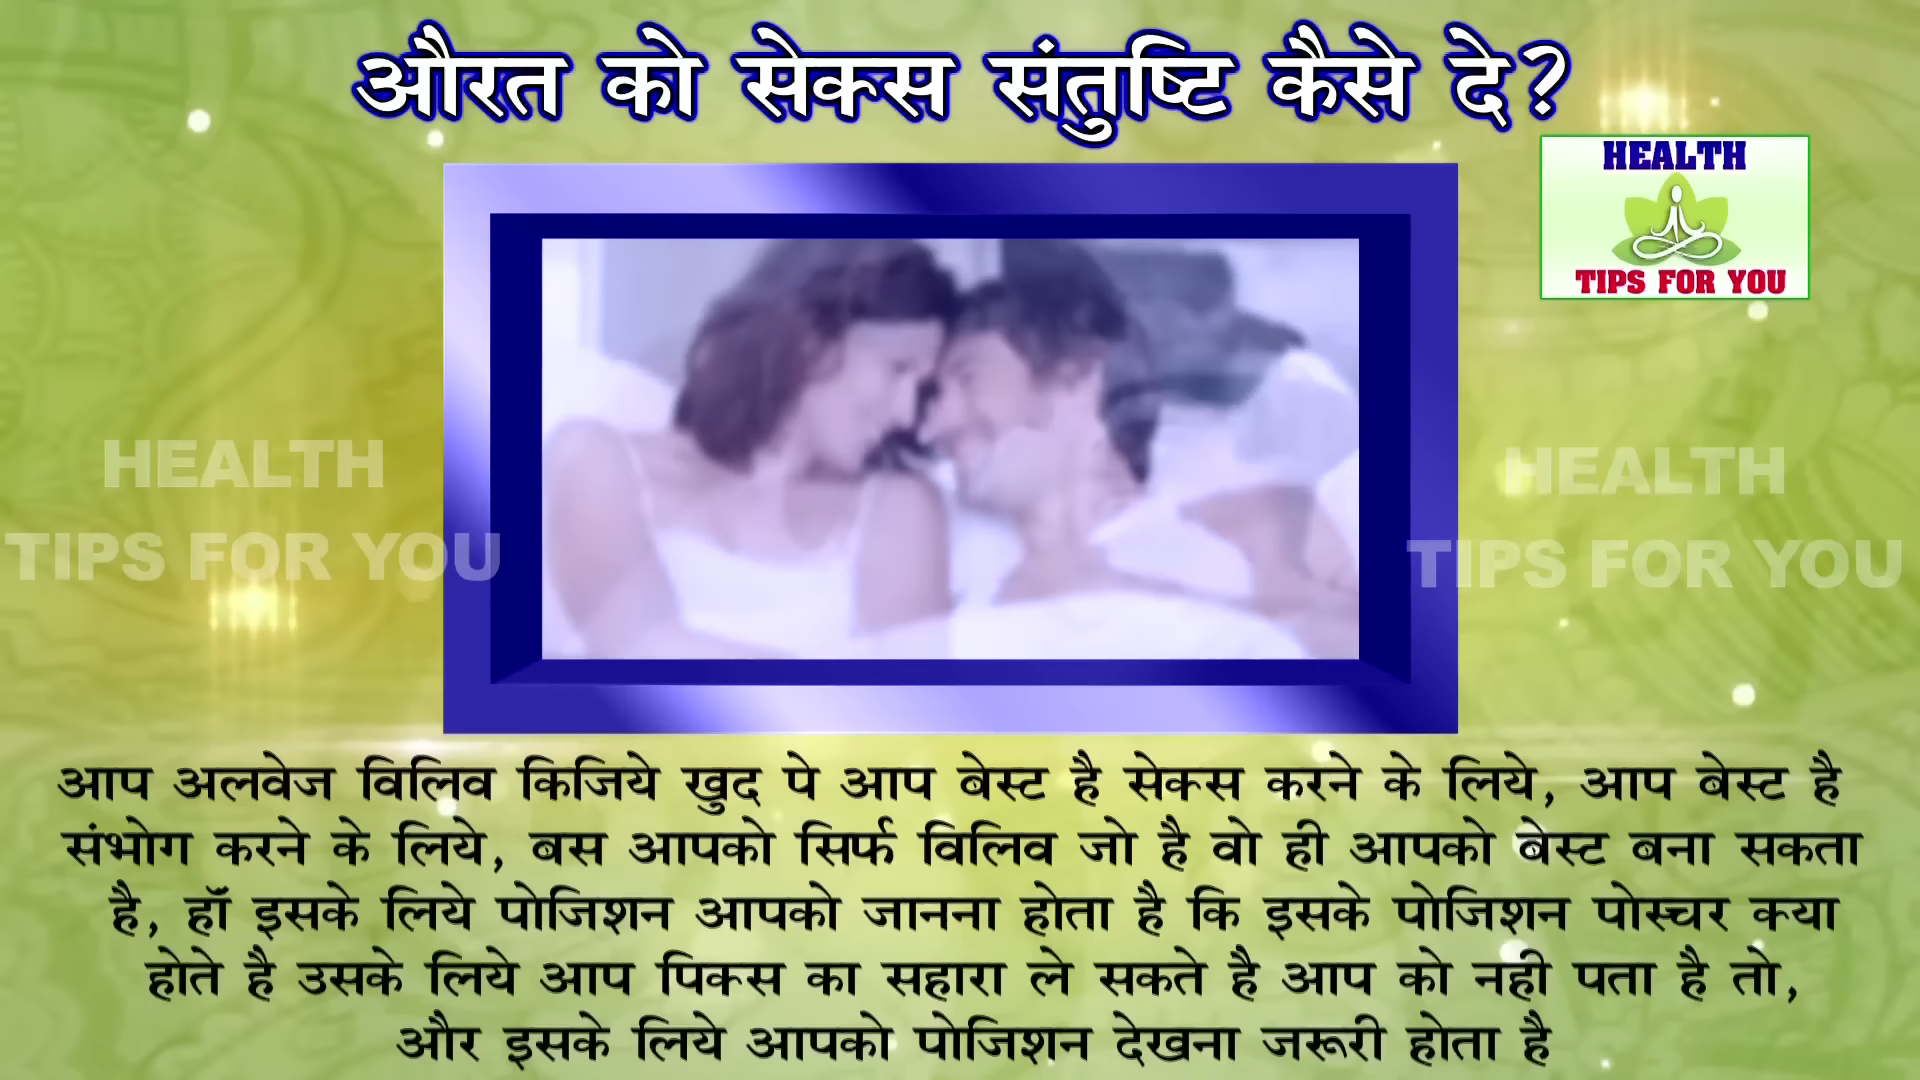 औरत को सेक्स संतुष्टि कैसे दे?
HEALTH
TIPS FOR YOU
HEALTH
TIPS FOR YOU
HEALTH
TIPS FOR YOU
आप अलवेज विलिव किजिये खुद पे आप बेस्ट है सेक्स करने के लिये, आप बेस्ट है
संभोग करने के लिये, बस आपको सिर्फ विलिव जो है वो ही आपको बेस्ट बना सकता
है, हॉं इसके लिये पोजिशन आपको जानना होता है कि इसके पोजिशन पोस्चर क्या
होते है उसके लिये आप पिक्स का सहारा ले सकते है आप को नही पता है तो,
और इसके लिये आपको पोजिशन देखना जरूरी होता है